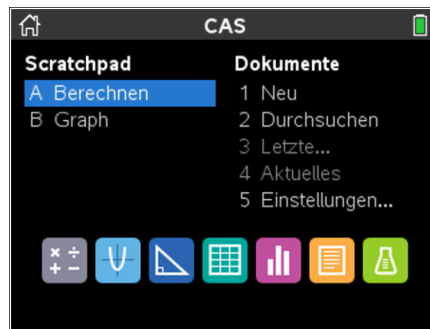 CAS
Scratchpad
A Berechnen
B Graph
Dokumente
1 Neu
2 Durchsuchen
3 Letzte...
4 Aktuelles
5 Einstellungen...